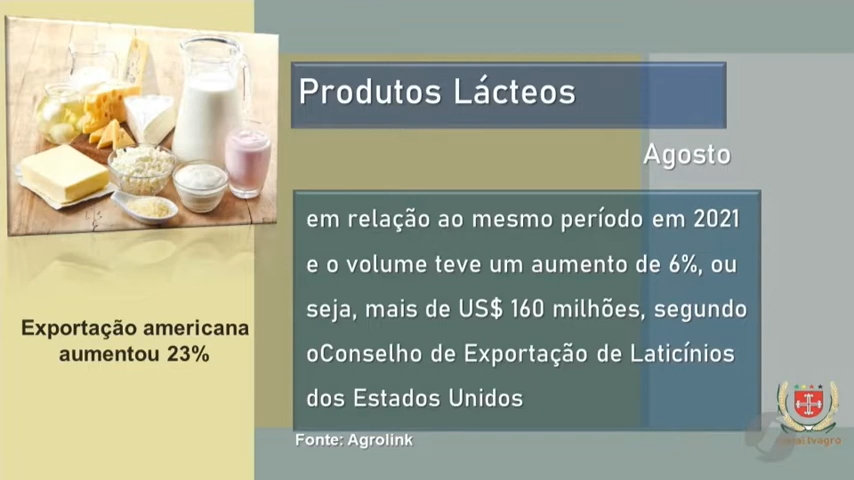 Produtos Lácteos
Agosto
em relação ao mesmo período em 2021
e o volume teve um aumento de 6%, ou
seja, mais de US$ 160 milhões, segundo
oConselho de Exportação de Laticínios
dos Estados Unidos
Exportação americana
aumentou 23%
Fonte: Agrolink